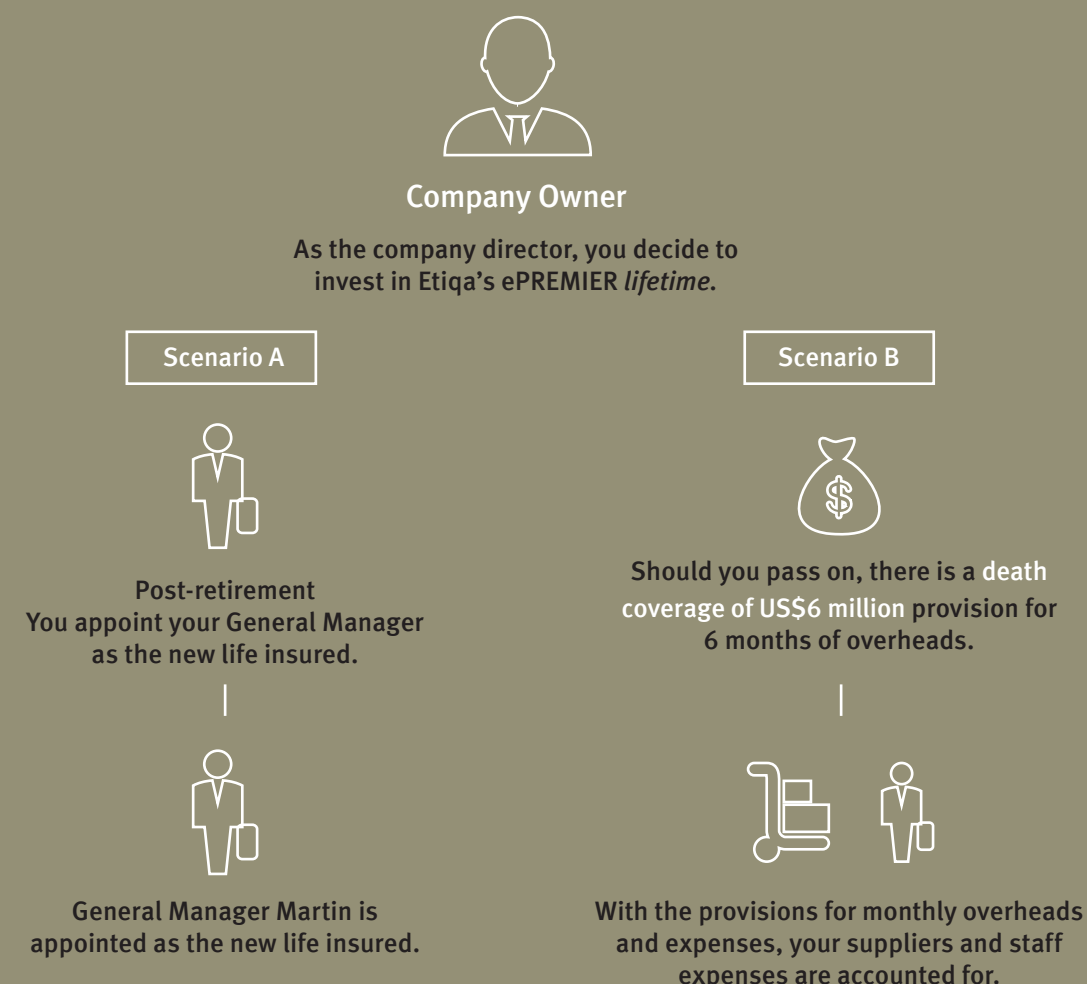 Company Owner
As the company director, you decide to
invest in Etiqa's ePREMIER lifetime.
Scenario A
Post-retirement
You appoint your General Manager
as the new life insured.
General Manager Martin is
appointed as the new life insured.
Scenario B
$
Should you pass on, there is a death
coverage of US$6 million provision for
6 months of overheads.
With the provisions for monthly overheads
and expenses, your suppliers and staff
expenses are accounted for.